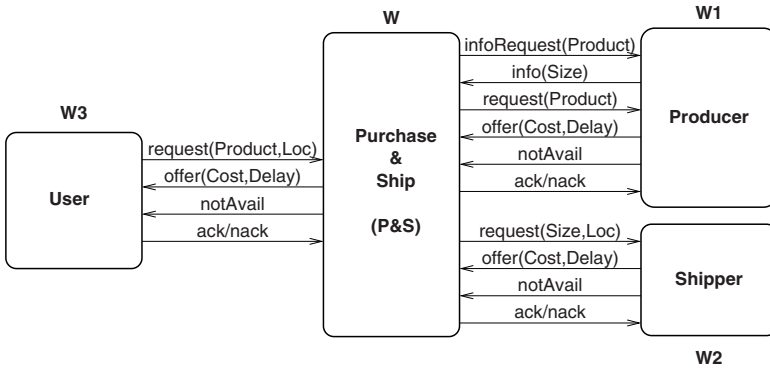 W3
User
request(Product,Loc)
offer(Cost,Delay)
notAvail
ack/nack
W
Purchase
&
Ship
(P&S)
infoRequest(Product)
info(Size)
request(Product)
offer(Cost,Delay)
notAvail
ack/nack
W1
Producer
request(Size,Loc)
offer(Cost,Delay)
notAvail
ack/nack
Shipper
W2